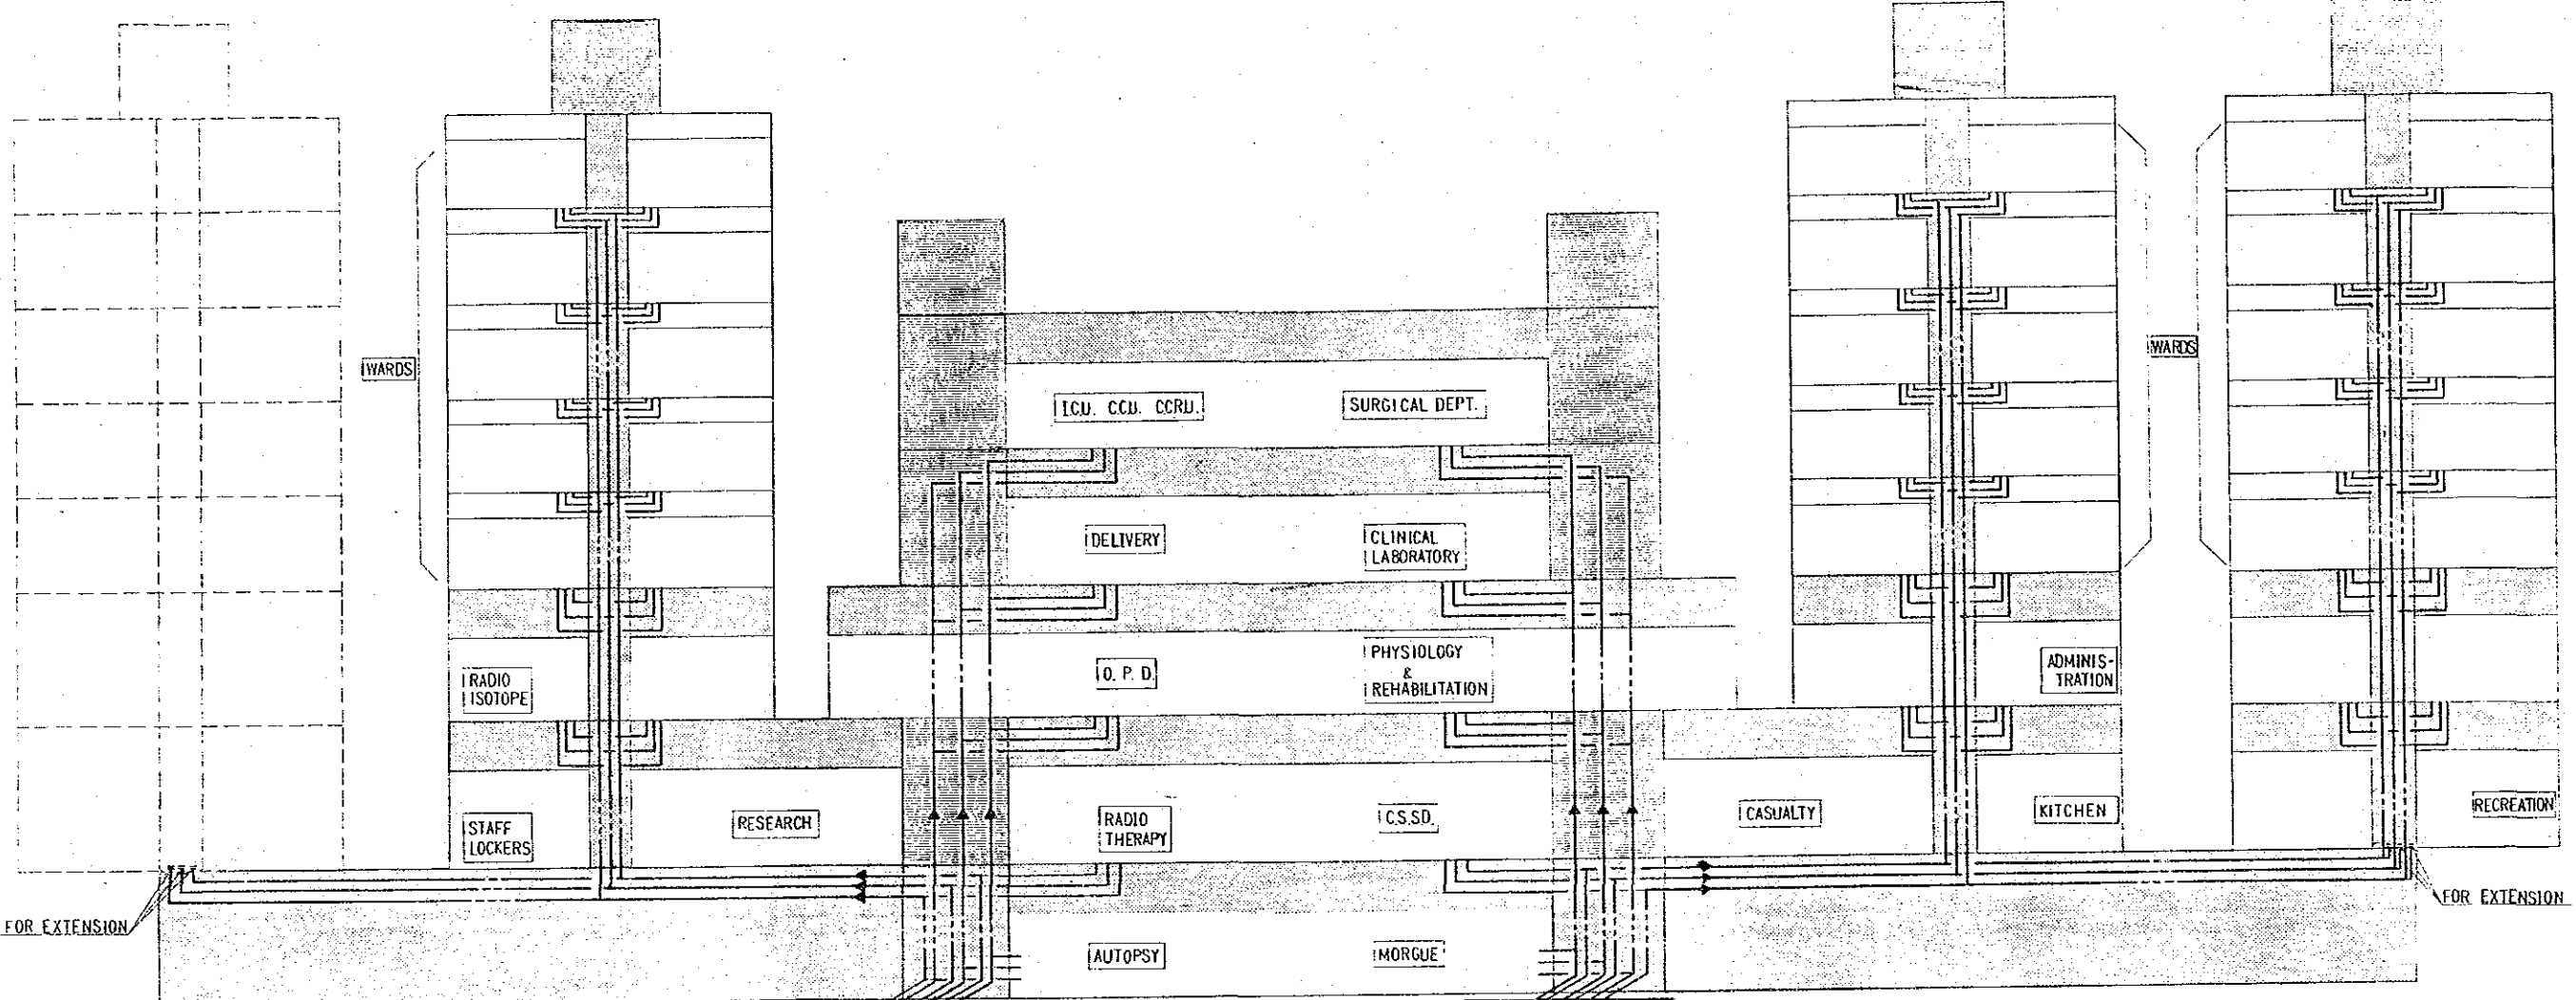 WARDS
WARDS
I.C.U. C.C.U. C.C.R.U.
SURGICAL DEPT.
DELIVERY
CLINICAL
LABORATORY
RADIO
ISOTOPE
O. P. D.
PHYSIOLOGY
&
REHABILITATION
ADMINIS-
TRATION
STAFF
LOCKERS
RESEARCH
RADIO
THERAPY
C.S.S.D.
CASUALTY
KITCHEN
RECREATION
FOR EXTENSION
FOR EXTENSION
AUTOPSY
MORGUE